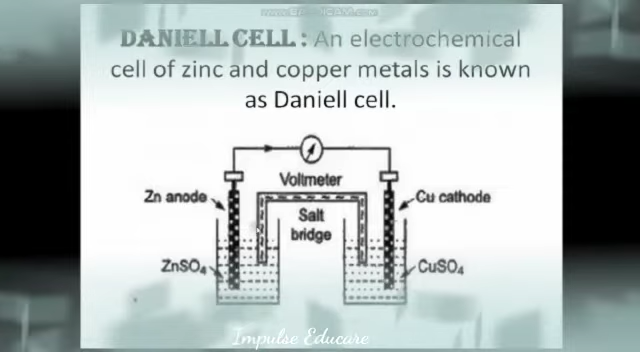 DANIELL CELL : An electrochemical
cell of zinc and copper metals is known
as Daniell cell.
Voltmeter
Zn anode
Cu cathode
Salt
bridge
ZnSO₄
CuSO₄
Impulse Educare